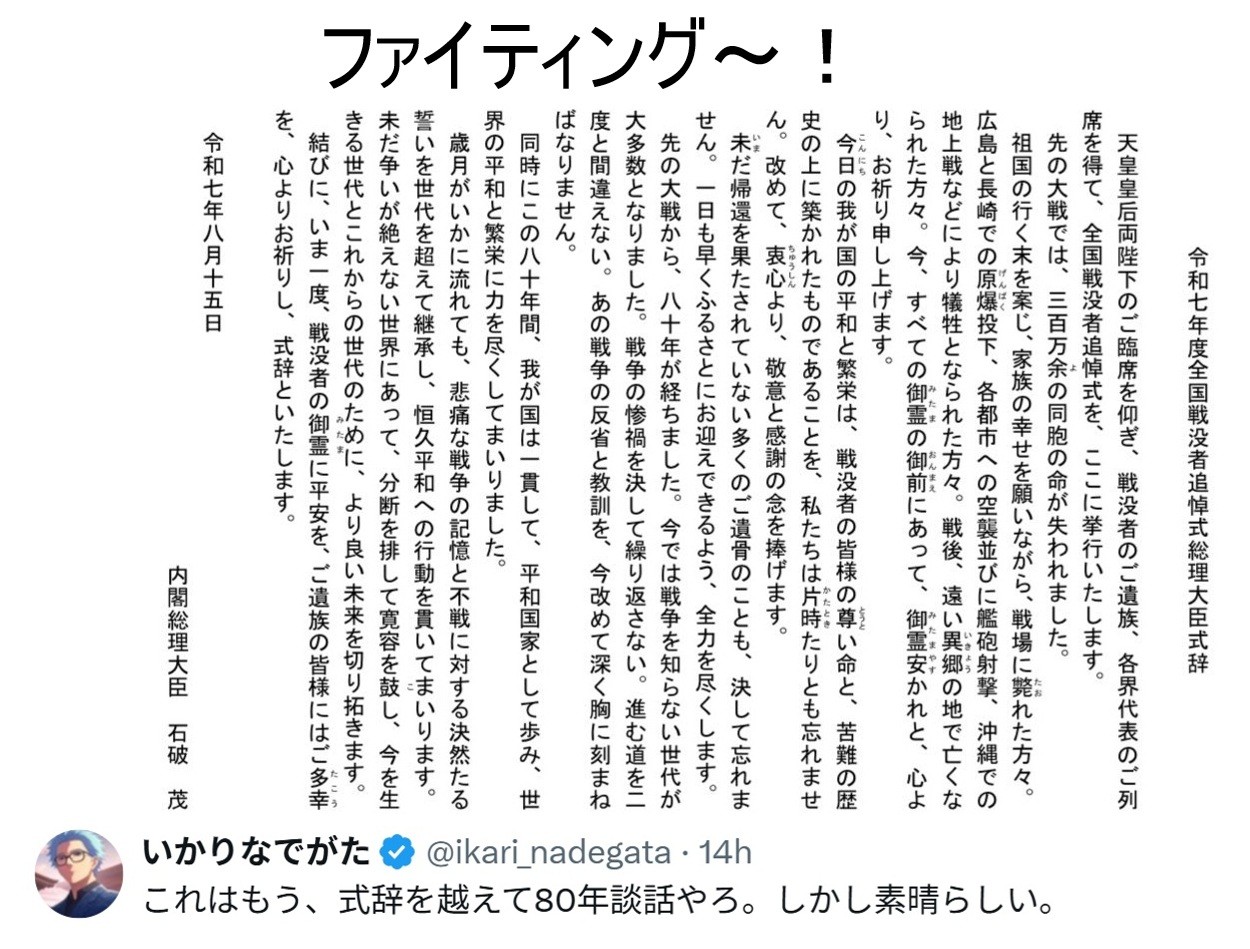 ファイティング～！
令和七年度全国戦没者追悼式総理大臣式辞
天皇皇后両陛下のご臨席を仰ぎ、戦没者のご遺族、各界代表のご列
席を得て、全国戦没者追悼式を、ここに挙行いたします。
先の大戦では、三百万余の同胞の命が失われました。
祖国の行く末を案じ、家族の幸せを願いながら、戦場に斃れた方々。
広島と長崎での原爆投下、各都市への空襲並びに艦砲射撃、沖縄での
地上戦などにより犠牲となられた方々。戦後、遠い異郷の地で亡くな
られた方々。今、すべての御霊の御前にあって、御霊安かれと、心よ
り、お祈り申し上げます。
今日の我が国の平和と繁栄は、戦没者の皆様の尊い命と、苦難の歴
史の上に築かれたものであることを、私たちは片時たりとも忘れませ
ん。改めて、衷心より、敬意と感謝の念を捧げます。
未だ帰還を果たされていない多くのご遺骨のことも、決して忘れま
せん。一日も早くふるさとにお迎えできるよう、全力を尽くします。
先の大戦から、八十年が経ちました。今では戦争を知らない世代が
大多数となりました。戦争の惨禍を決して繰り返さない。進む道を二
度と間違えない。あの戦争の反省と教訓を、今改めて深く胸に刻まね
ばなりません。
同時にこの八十年間、我が国は一貫して、平和国家として歩み、世
界の平和と繁栄に力を尽くしてまいりました。
歳月がいかに流れても、悲痛な戦争の記憶と不戦に対する決然たる
誓いを世代を超えて継承し、恒久平和への行動を貫いてまいります。
未だ争いが絶えない世界にあって、分断を排して寛容を鼓し、今を生
きる世代とこれからの世代のために、より良い未来を切り拓きます。
結びに、いま一度、戦没者の御霊に平安を、ご遺族の皆様にはご多幸
を、心よりお祈りし、式辞といたします。
令和七年八月十五日
内閣総理大臣　石破　茂
いかりなでがた @ikari_nadegata · 14h
これはもう、式辞を越えて80年談話やろ。しかし素晴らしい。